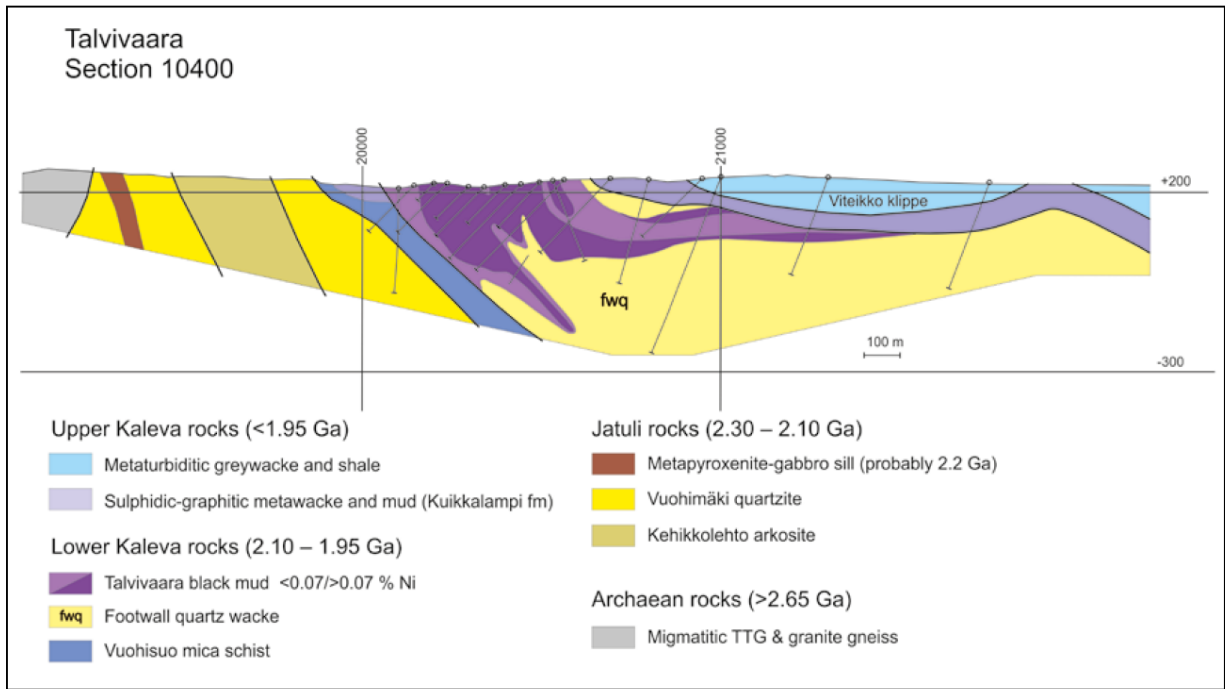 Talvivaara
Section 10400
20000
21000
+200
Viteikko klippe
fwq
100 m
-300
Upper Kaleva rocks (<1.95 Ga)
Metaturbiditic greywacke and shale
Sulphidic-graphitic metawacke and mud (Kuikkalampi fm)
Lower Kaleva rocks (2.10 – 1.95 Ga)
Talvivaara black mud <0.07/>0.07 % Ni
fwq Footwall quartz wacke
Vuohisuo mica schist
Jatuli rocks (2.30 – 2.10 Ga)
Metapyroxenite-gabbro sill (probably 2.2 Ga)
Vuohimäki quartzite
Kehikkolehto arkosite
Archaean rocks (>2.65 Ga)
Migmatitic TTG & granite gneiss